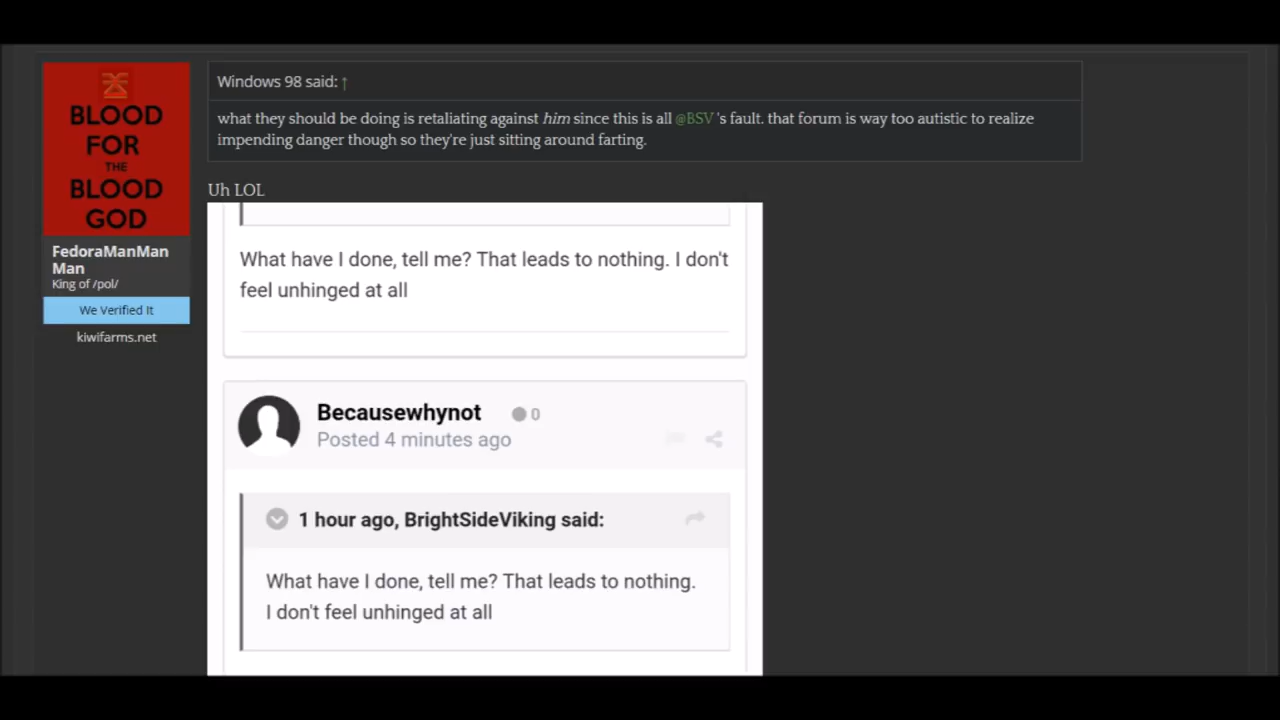 BLOOD
FOR
THE
BLOOD
GOD
FedoraManMan
Man
King of /pol/
We Verified It
kiwifarms.net
Windows 98 said: ↑
what they should be doing is retaliating against him since this is all @BSV 's fault. that forum is way too autistic to realize
impending danger though so they're just sitting around farting.
Uh LOL
What have I done, tell me? That leads to nothing. I don't
feel unhinged at all
Becausewhynot 0
Posted 4 minutes ago
1 hour ago, BrightSideViking said:
What have I done, tell me? That leads to nothing.
I don't feel unhinged at all